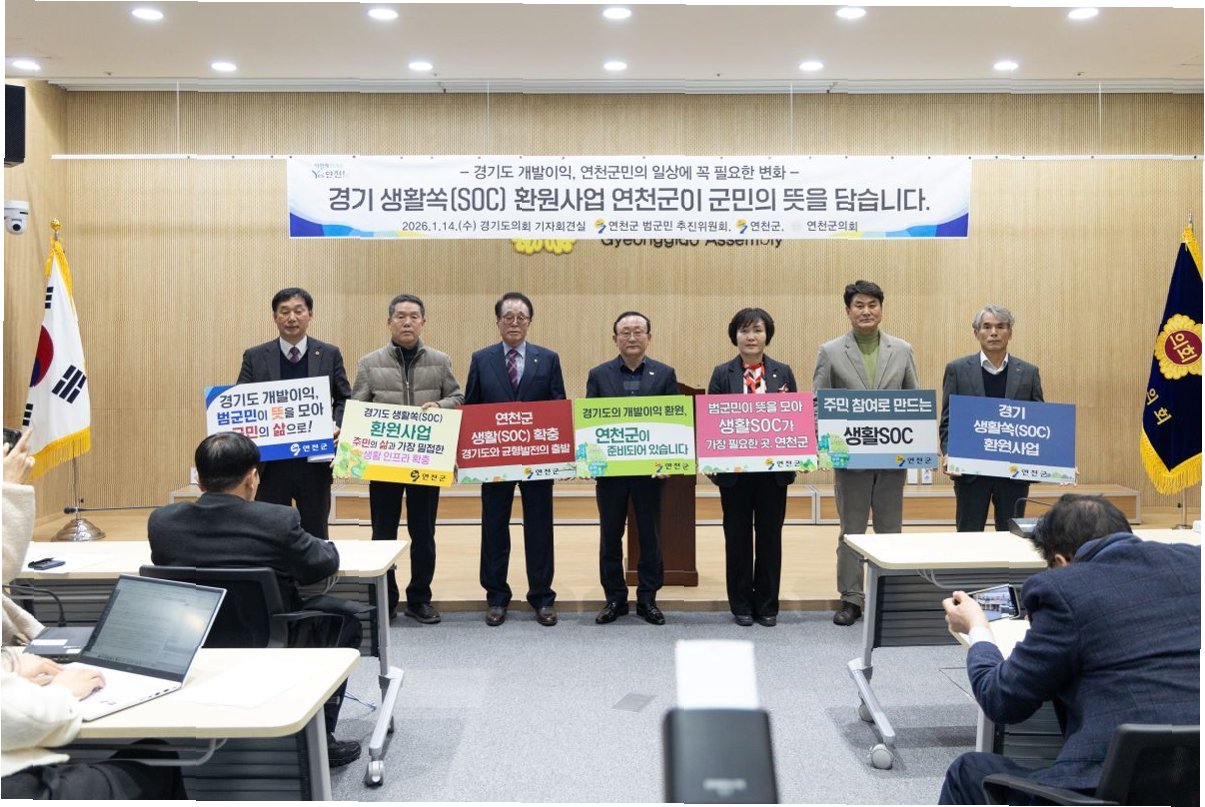 - 경기도 개발이익, 연천군민의 일상에 꼭 필요한 변화 -
경기 생활쏙(SOC) 환원사업 연천군이 군민의 뜻을 담습니다.
2026.1.14.(수) 경기도의회 기자회견실 연천군 범군민 추진위원회, 연천군, 연천군의회
Gyeonggido Assembly
경기도 개발이익,
범군민이 뜻을 모아
군민의 삶으로!
연천군
경기도 생활쏙(SOC)
환원사업
주민의 삶과 가장 밀접한
생활 인프라 확충
연천군
연천군
생활(SOC) 확충
경기도와 균형발전의 출발
연천군
경기도의 개발이익 환원,
연천군이
준비되어 있습니다
연천군
범군민이 뜻을 모아
생활SOC가
가장 필요한 곳, 연천군
연천군
주민 참여로 만드는
생활SOC
연천군
경기
생활쏙(SOC)
환원사업
연천군
의회
의회